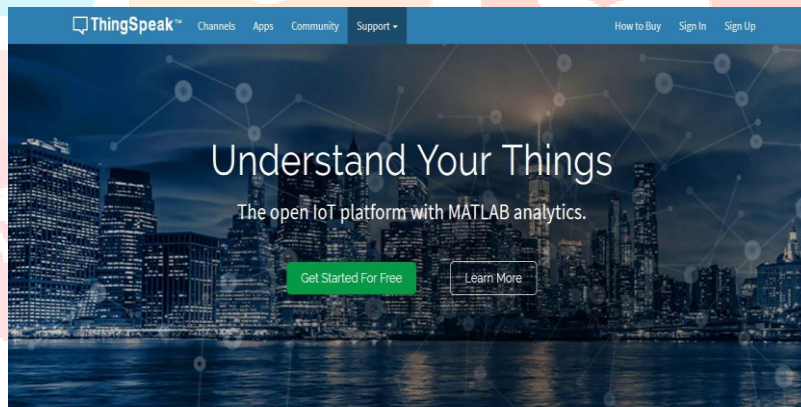 ThingSpeak™ Channels Apps Community Support How to Buy Sign In Sign Up
Understand Your Things
The open IoT platform with MATLAB analytics.
Get Started For Free Learn More